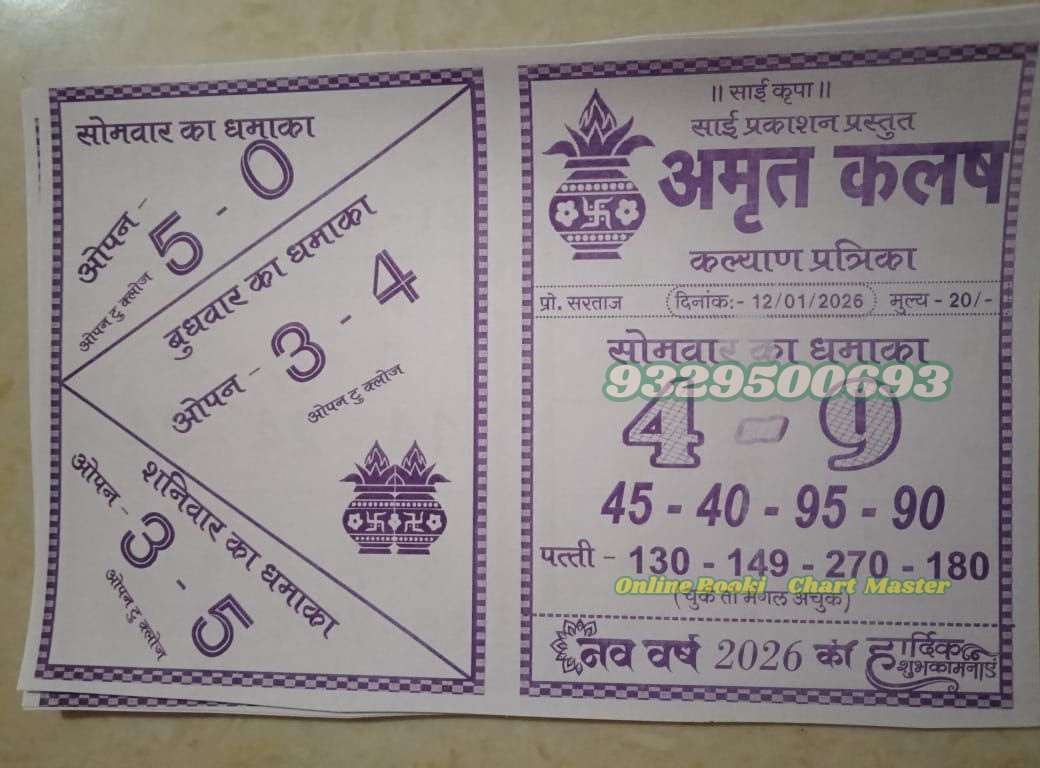 सोमवार का धमाका
ओपन -
5 - 0
ओपन टु क्लोज
बुधवार का धमाका
ओपन - 3 - 4
ओपन टु क्लोज
शनिवार का धमाका
ओपन - 3 - 5
ओपन टु क्लोज
|| साई कृपा ||
साई प्रकाशन प्रस्तुत
अमृत कलष
कल्याण प्रत्रिका
प्रो. सरताज दिनांक:- 12/01/2026 मुल्य - 20/-
सोमवार का धमाका
9329500693
4 - 9
45 - 40 - 95 - 90
पत्ती - 130 - 149 - 270 - 180
Online Booki Chart Master
(चुके तो मंगल अचुक)
नव वर्ष 2026 की हार्दिक शुभकामनाएं